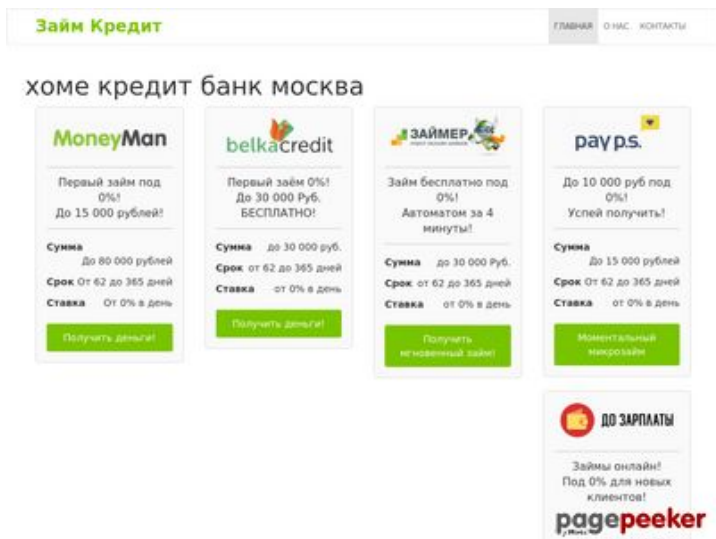 Займ Кредит
ГЛАВНАЯ О НАС. КОНТАКТЫ
хоме кредит банк москва
MoneyMan
Первый займ под
0%!
До 15 000 рублей!
Сумма
До 80 000 рублей
Срок От 62 до 365 дней
Ставка От 0% в день
Получить деньги!
belkacredit
Первый заём 0%!
До 30 000 Руб.
БЕСПЛАТНО!
Сумма до 30 000 руб.
Срок от 62 до 365 дней
Ставка от 0% в день
Получить деньги!
ЗАЙМЕР
Займ бесплатно под
0%!
Автоматом за 4
минуты!
Сумма до 30 000 Руб.
Срок от 62 до 365 дней
Ставка от 0% в день
Получить
мгновенный займ!
pay p.s.
До 10 000 руб под
0%!
Успей получить!
Сумма
До 15 000 рублей
Срок От 62 до 365 дней
Ставка от 0% в день
Моментальный
микрозайм
ДО ЗАРПЛАТЫ
Займы онлайн!
Под 0% для новых
клиентов!
pagepeeker